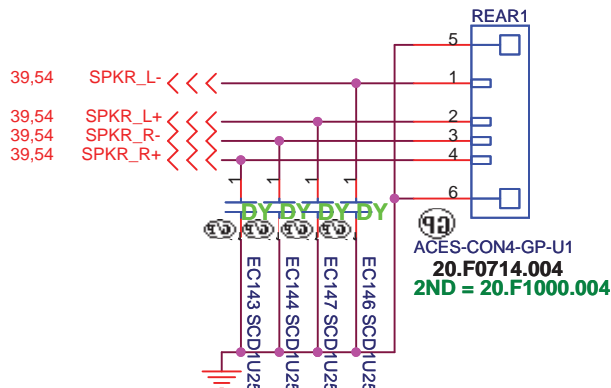 REAR1
5
39,54 SPKR_L- 1
39,54 SPKR_L+ 2
39,54 SPKR_R- 3
39,54 SPKR_R+ 4
1 1 1 1
6
DY DY DY DY
GP
ACES-CON4-GP-U1
20.F0714.004
2ND = 20.F1000.004
EC143 SCD1U25
EC144 SCD1U25
EC147 SCD1U25
EC146 SCD1U25